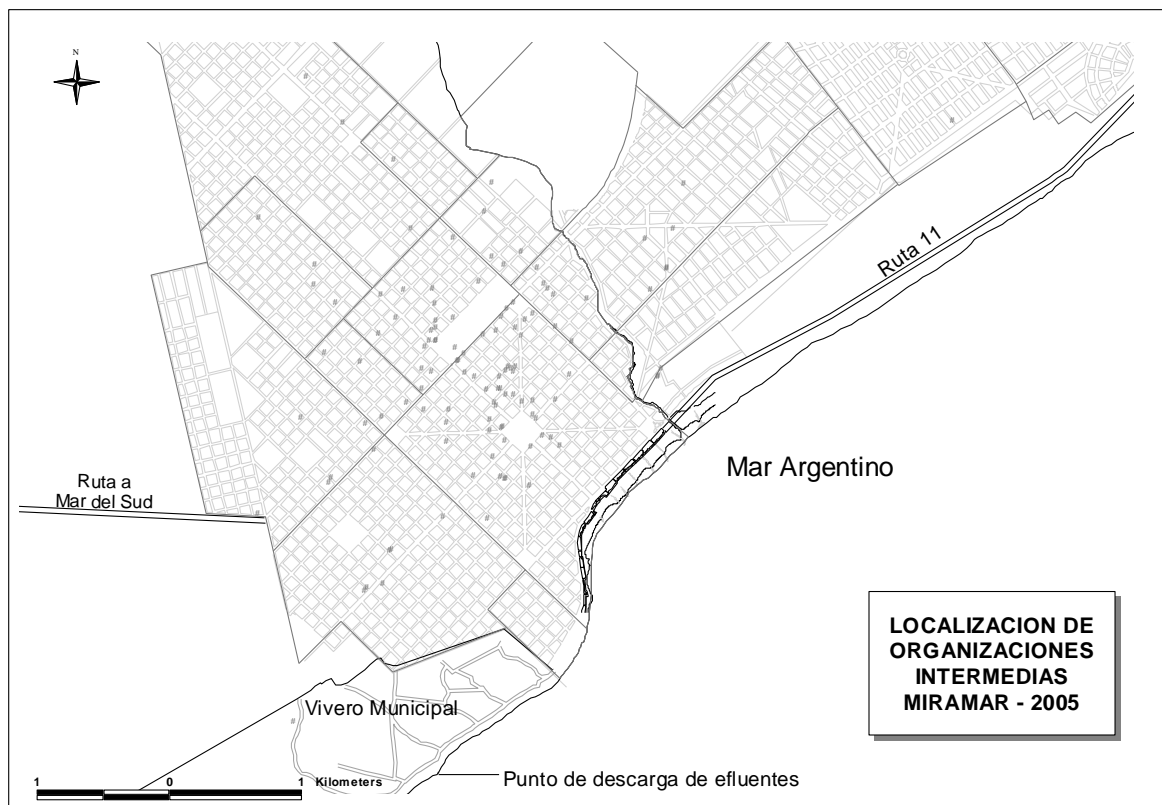 N
Ruta 11
Mar Argentino
Ruta a
Mar del Sud
LOCALIZACION DE
ORGANIZACIONES
INTERMEDIAS
MIRAMAR - 2005
Vivero Municipal
Punto de descarga de efluentes
1 0 1 Kilometers